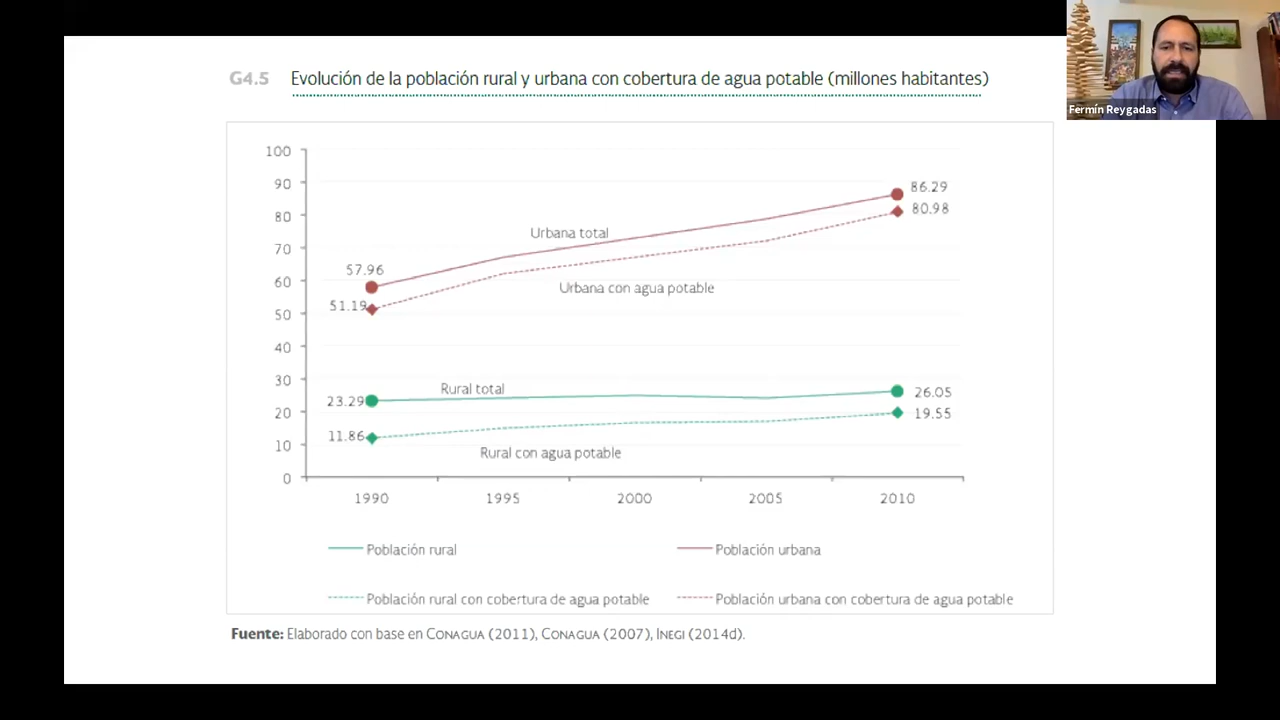 Fermín Reygadas
G4.5 Evolución de la población rural y urbana con cobertura de agua potable (millones habitantes)
100
90
80
70
60
50
40
30
20
10
0
86.29
80.98
Urbana total
57.96
Urbana con agua potable
51.19
Rural total
26.05
23.29
19.55
11.86
Rural con agua potable
1990 1995 2000 2005 2010
Población rural
Población urbana
Población rural con cobertura de agua potable
Población urbana con cobertura de agua potable
Fuente: Elaborado con base en CONAGUA (2011), CONAGUA (2007), INEGI (2014d).